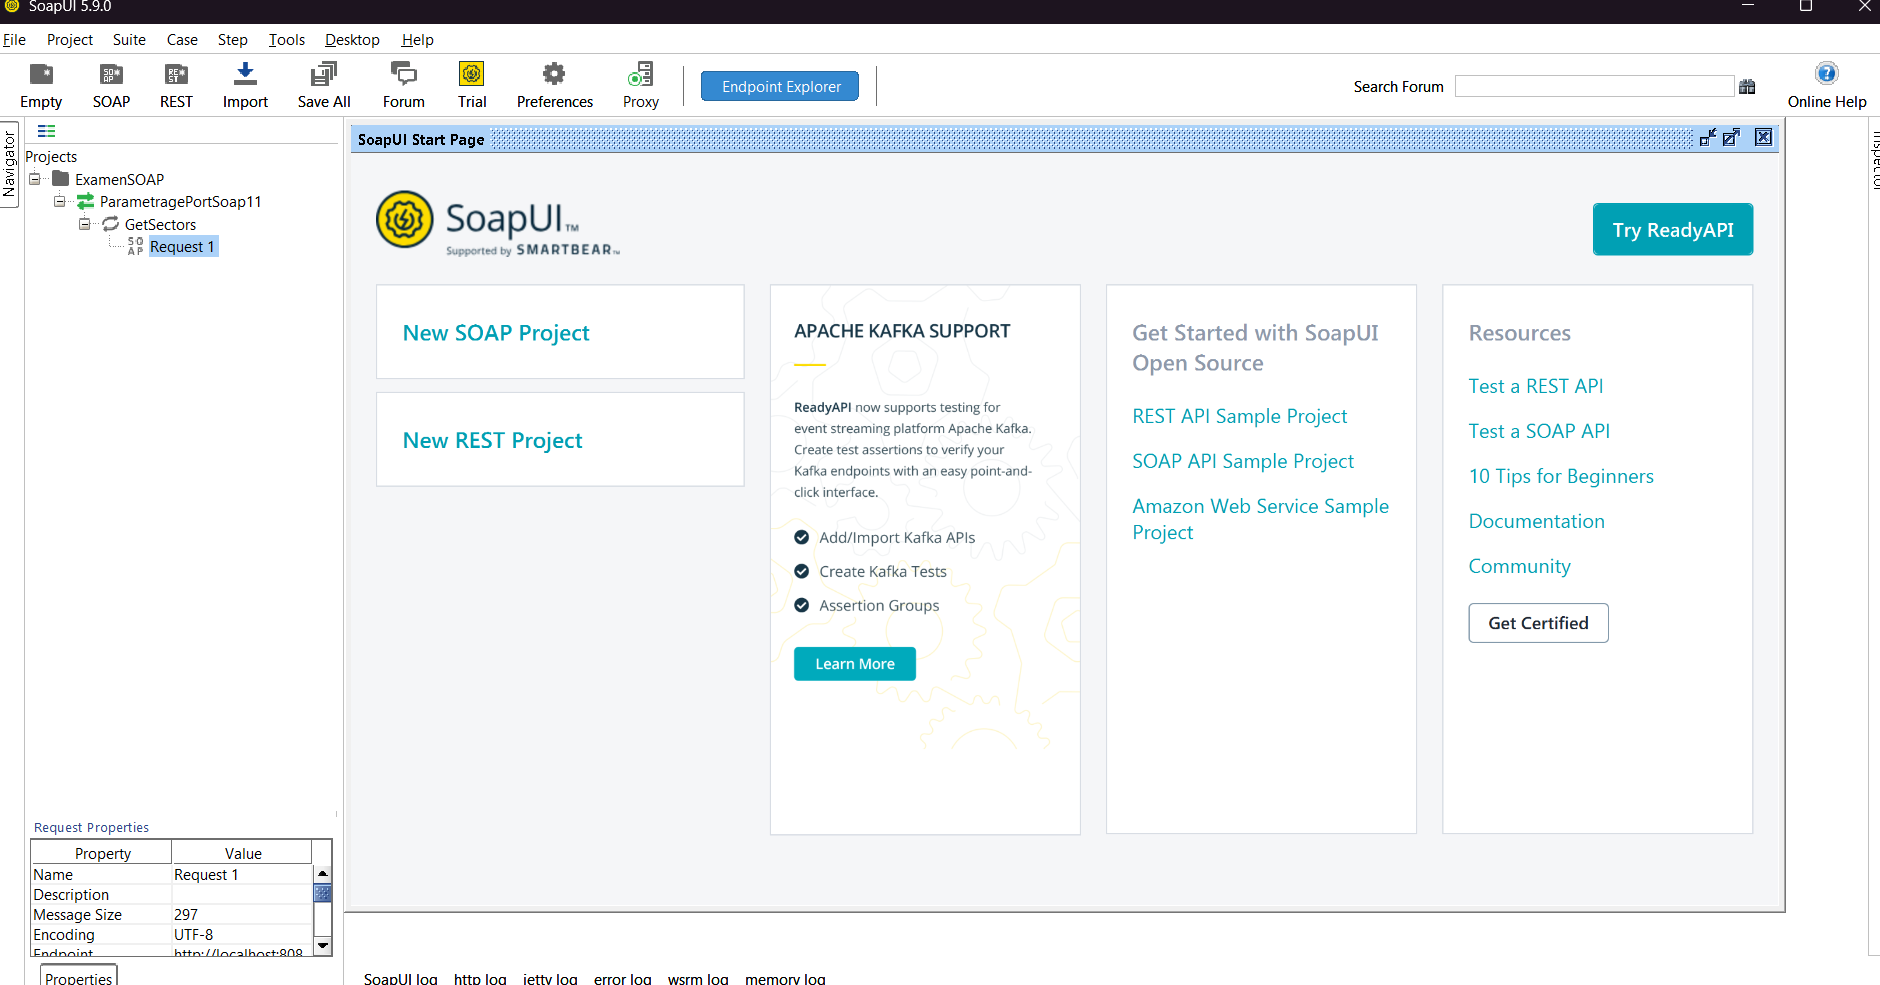 SoapUI 5.9.0
File Project Suite Case Step Tools Desktop Help
Empty SOAP REST Import Save All Forum Trial Preferences Proxy
Endpoint Explorer
Search Forum
Online Help
Navigator
Projects
ExamenSOAP
ParametragePortSoap11
GetSectors
SO
AP
Request 1
SoapUI Start Page
SoapUI™
Supported by SMARTBEAR™
Try ReadyAPI
New SOAP Project
New REST Project
APACHE KAFKA SUPPORT
ReadyAPI now supports testing for
event streaming platform Apache Kafka.
Create test assertions to verify your
Kafka endpoints with an easy point-and-
click interface.
Add/Import Kafka APIs
Create Kafka Tests
Assertion Groups
Learn More
Get Started with SoapUI
Open Source
REST API Sample Project
SOAP API Sample Project
Amazon Web Service Sample
Project
Resources
Test a REST API
Test a SOAP API
10 Tips for Beginners
Documentation
Community
Get Certified
Inspector
Request Properties
Property Value
Name Request 1
Description
Message Size 297
Encoding UTF-8
Endpoint http://localhost:808
Properties
SoapUI log http log jetty log error log wsrm log memory log